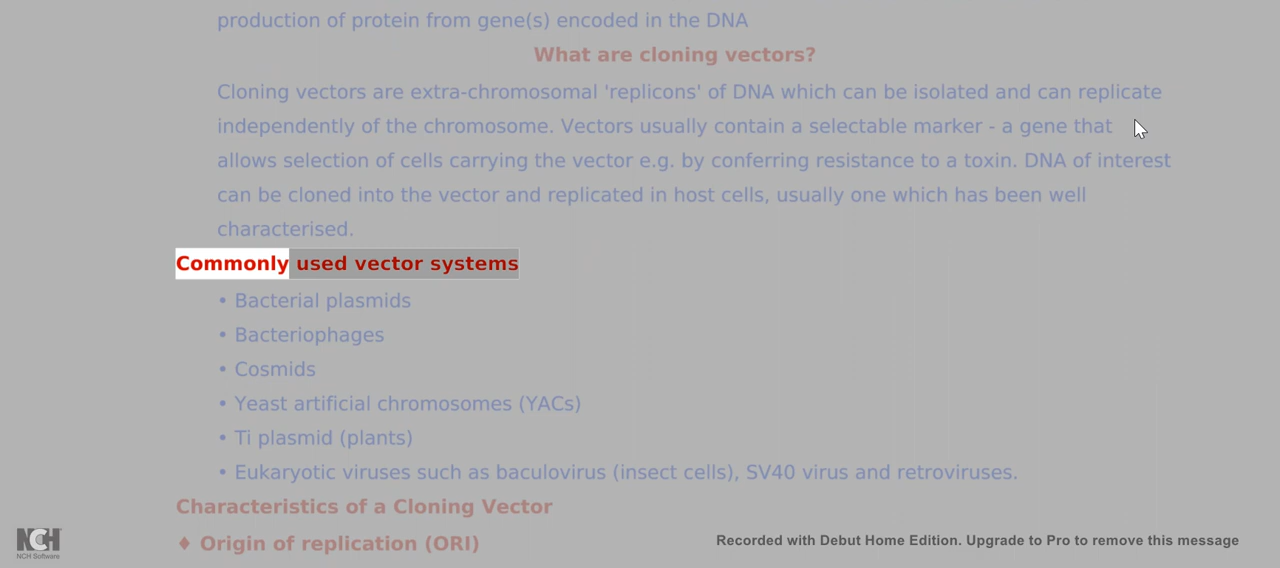 production of protein from gene(s) encoded in the DNA
What are cloning vectors?
Cloning vectors are extra-chromosomal 'replicons' of DNA which can be isolated and can replicate
independently of the chromosome. Vectors usually contain a selectable marker - a gene that
allows selection of cells carrying the vector e.g. by conferring resistance to a toxin. DNA of interest
can be cloned into the vector and replicated in host cells, usually one which has been well
characterised.
Commonly used vector systems
• Bacterial plasmids
• Bacteriophages
• Cosmids
• Yeast artificial chromosomes (YACs)
• Ti plasmid (plants)
• Eukaryotic viruses such as baculovirus (insect cells), SV40 virus and retroviruses.
Characteristics of a Cloning Vector
♦ Origin of replication (ORI)
NCH
NCH Software
Recorded with Debut Home Edition. Upgrade to Pro to remove this message